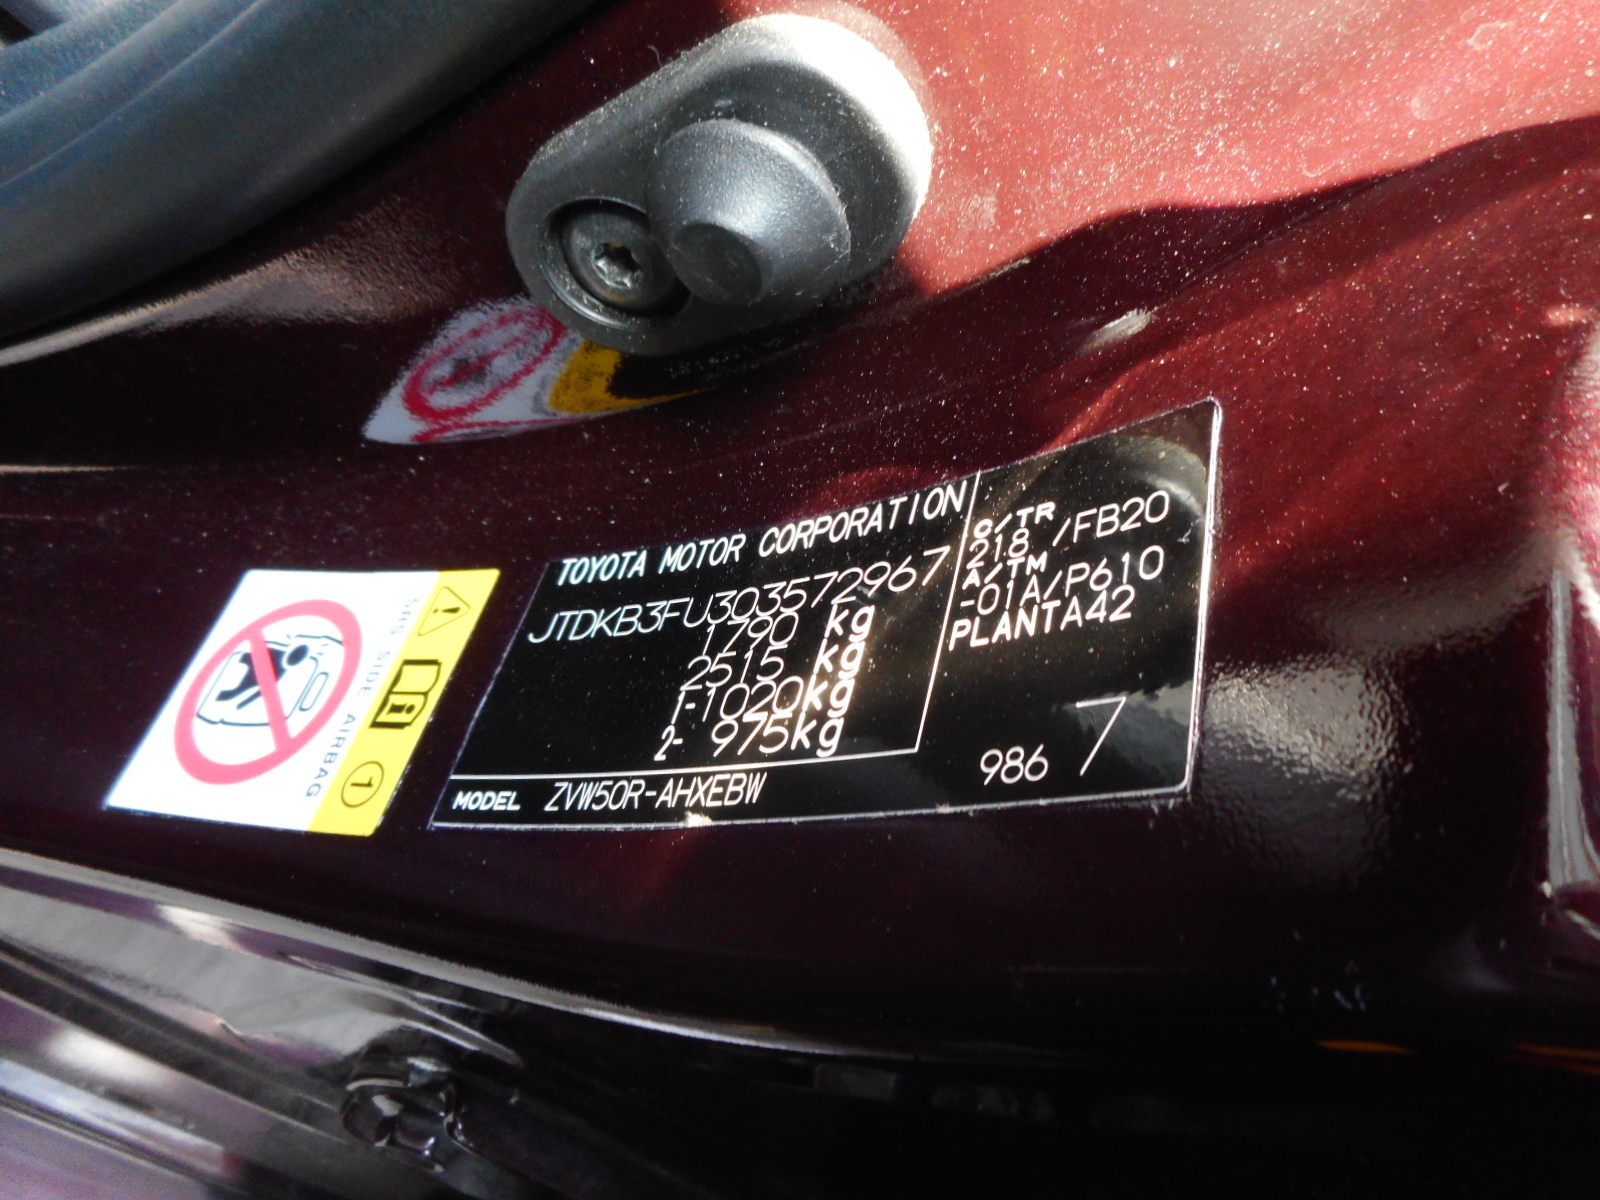 TOYOTA MOTOR CORPORATION
JTDKB3FU303572967
1790 kg
2515 kg
1-1020kg
2- 975kg
MODEL ZVW50R-AHXEBW
C/TR
218 /FB20
A/TM
-01A/P610
PLANTA42
986 7
SRS SIDE AIRBAG
1